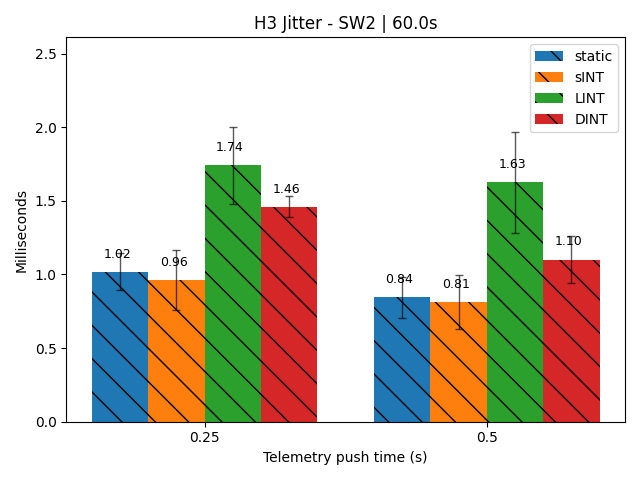 H3 Jitter - SW2 | 60.0s
Milliseconds
2.5
2.0
1.5
1.0
0.5
0.0
static
sINT
LINT
DINT
1.02
0.96
1.74
1.46
0.84
0.81
1.63
1.10
0.25
0.5
Telemetry push time (s)